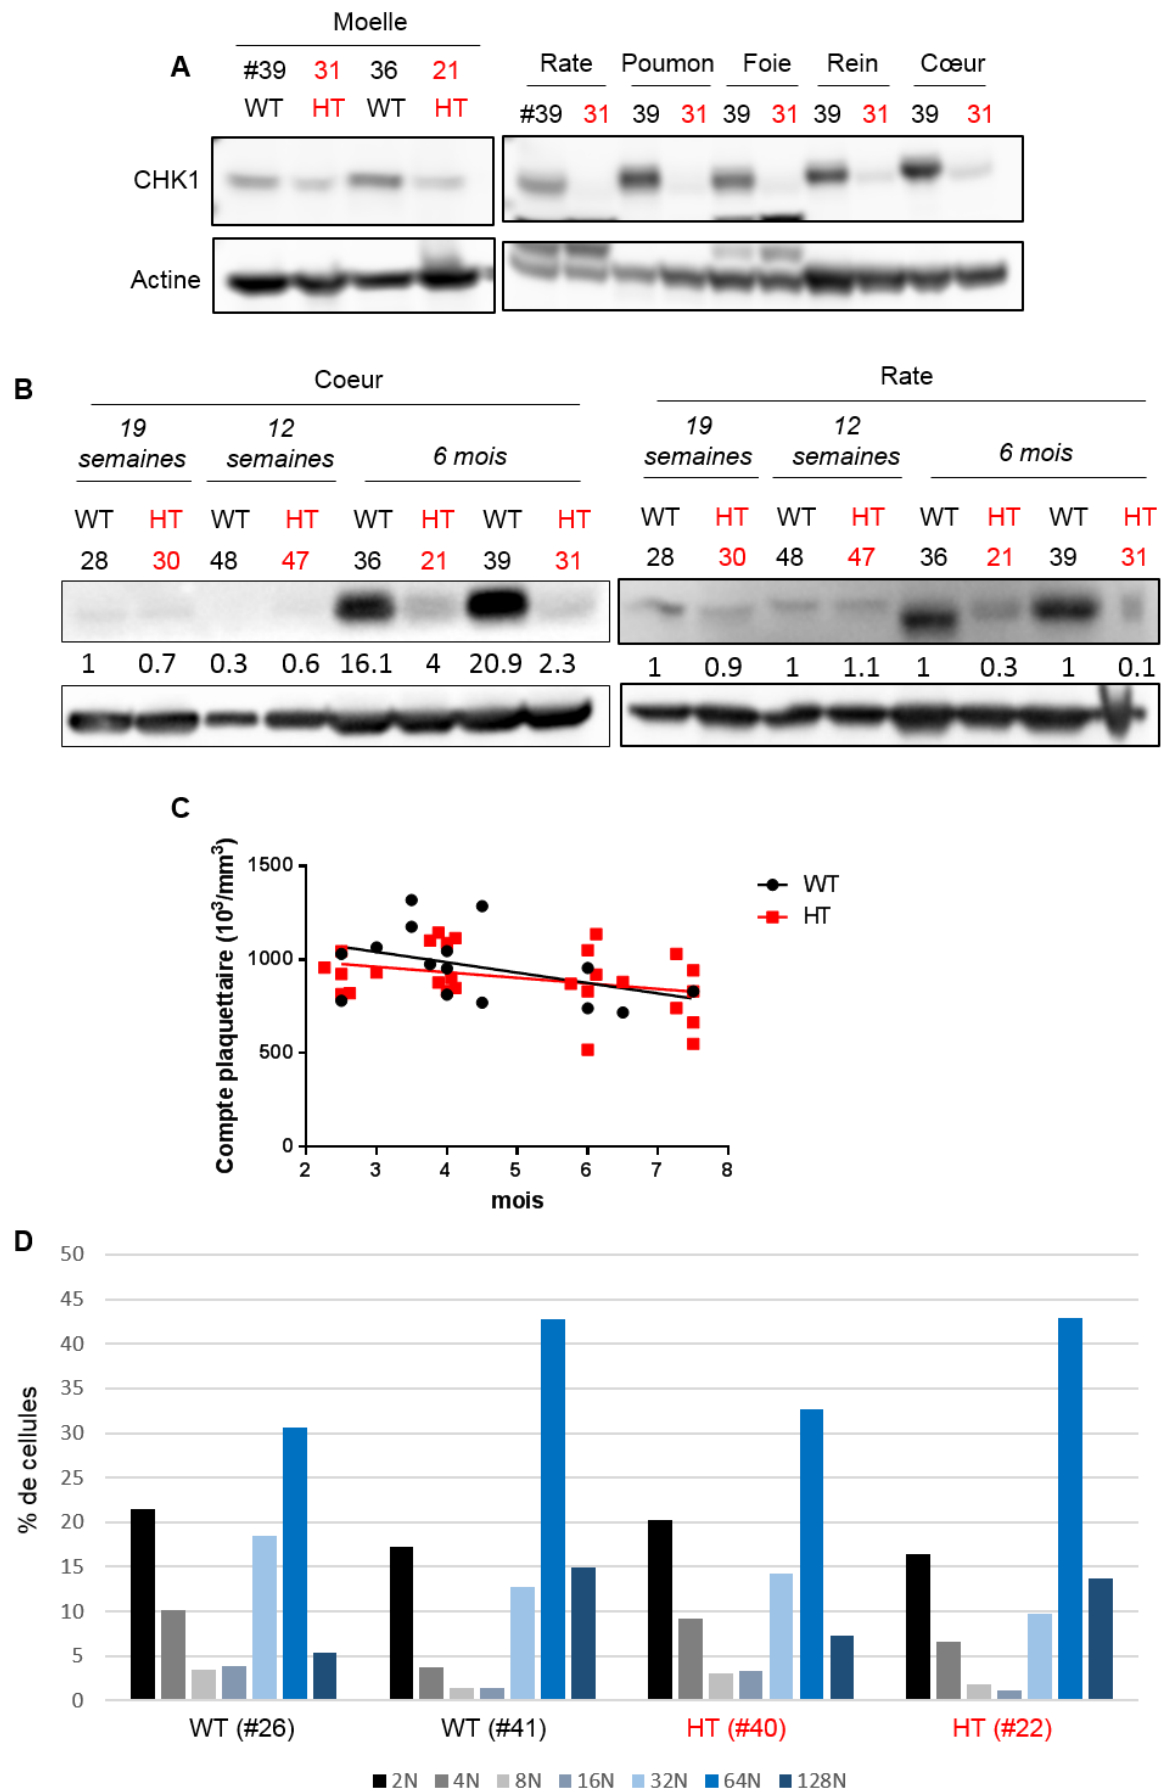 A
Moelle
#39 31 36 21
WT HT WT HT
Rate Poumon Foie Rein Cœur
#39 31 39 31 39 31 39 31 39 31
CHK1
Actine
B
Coeur
19 semaines 12 semaines 6 mois
WT HT WT HT WT HT WT HT
28 30 48 47 36 21 39 31
1 0.7 0.3 0.6 16.1 4 20.9 2.3
Rate
19 semaines 12 semaines 6 mois
WT HT WT HT WT HT WT HT
28 30 48 47 36 21 39 31
1 0.9 1 1.1 1 0.3 1 0.1
C
Compte plaquettaire (10³/mm³)
1500
1000
500
0
2 3 4 5 6 7 8
mois
WT
HT
D
% de cellules
50
45
40
35
30
25
20
15
10
5
0
WT (#26) WT (#41) HT (#40) HT (#22)
2N 4N 8N 16N 32N 64N 128N